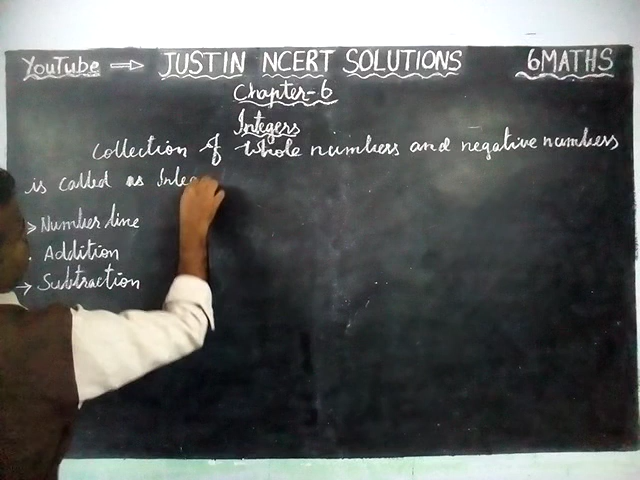 YouTube ⇒ JUSTIN NCERT SOLUTIONS 6MATHS
Chapter-6
Integers
Collection of Whole numbers and negative numbers
is called as Inte
> Number line
. Addition
→ Subtraction